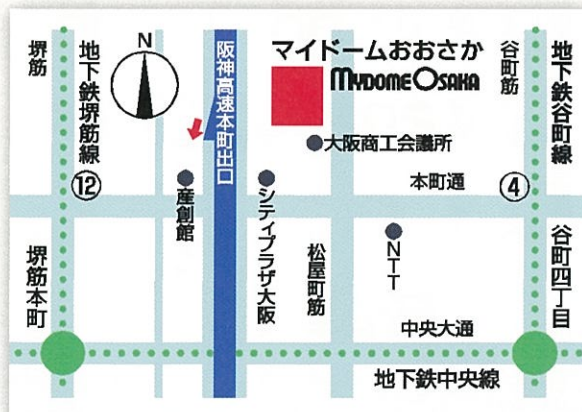 堺筋
地下鉄堺筋線
N
阪神高速本町出口
マイドームおおさか
MYDOME OSAKA
谷町筋
地下鉄谷町線
大阪商工会議所
⑫
産創館
シティプラザ大阪
本町通
④
堺筋本町
松屋町筋
NTT
谷町四丁目
中央大通
地下鉄中央線